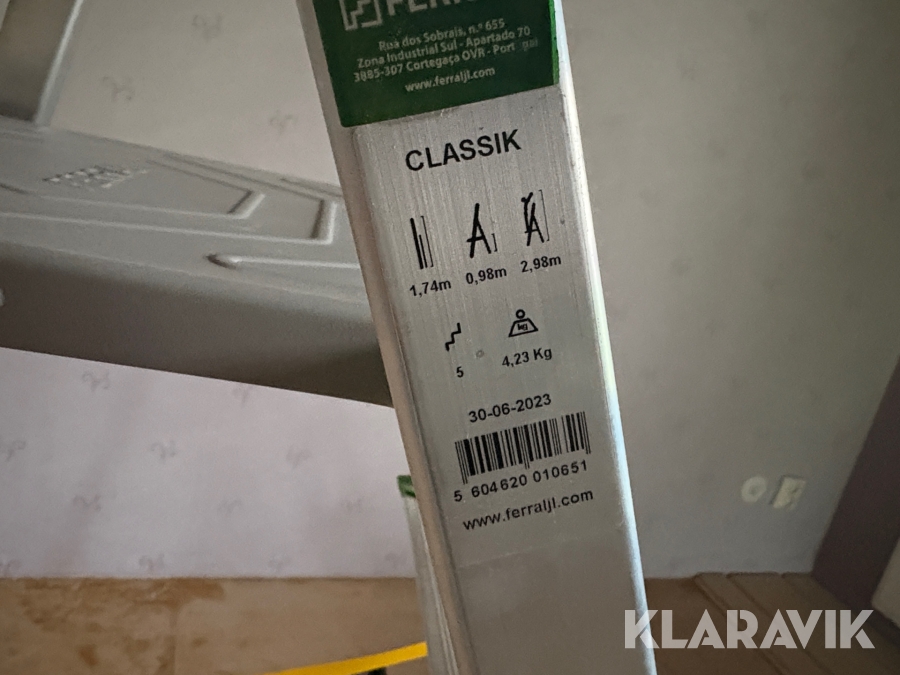 Rua dos Sobrais, n.º 655
Zona Industrial Sul - Apartado 70
3885-307 Cortegaça OVR - Port gal
www.ferraljl.com
CLASSIK
1,74m 0,98m 2,98m
kg
5 4,23 Kg
30-06-2023
5 604620 010651
www.ferraljl.com
KLARAVIK